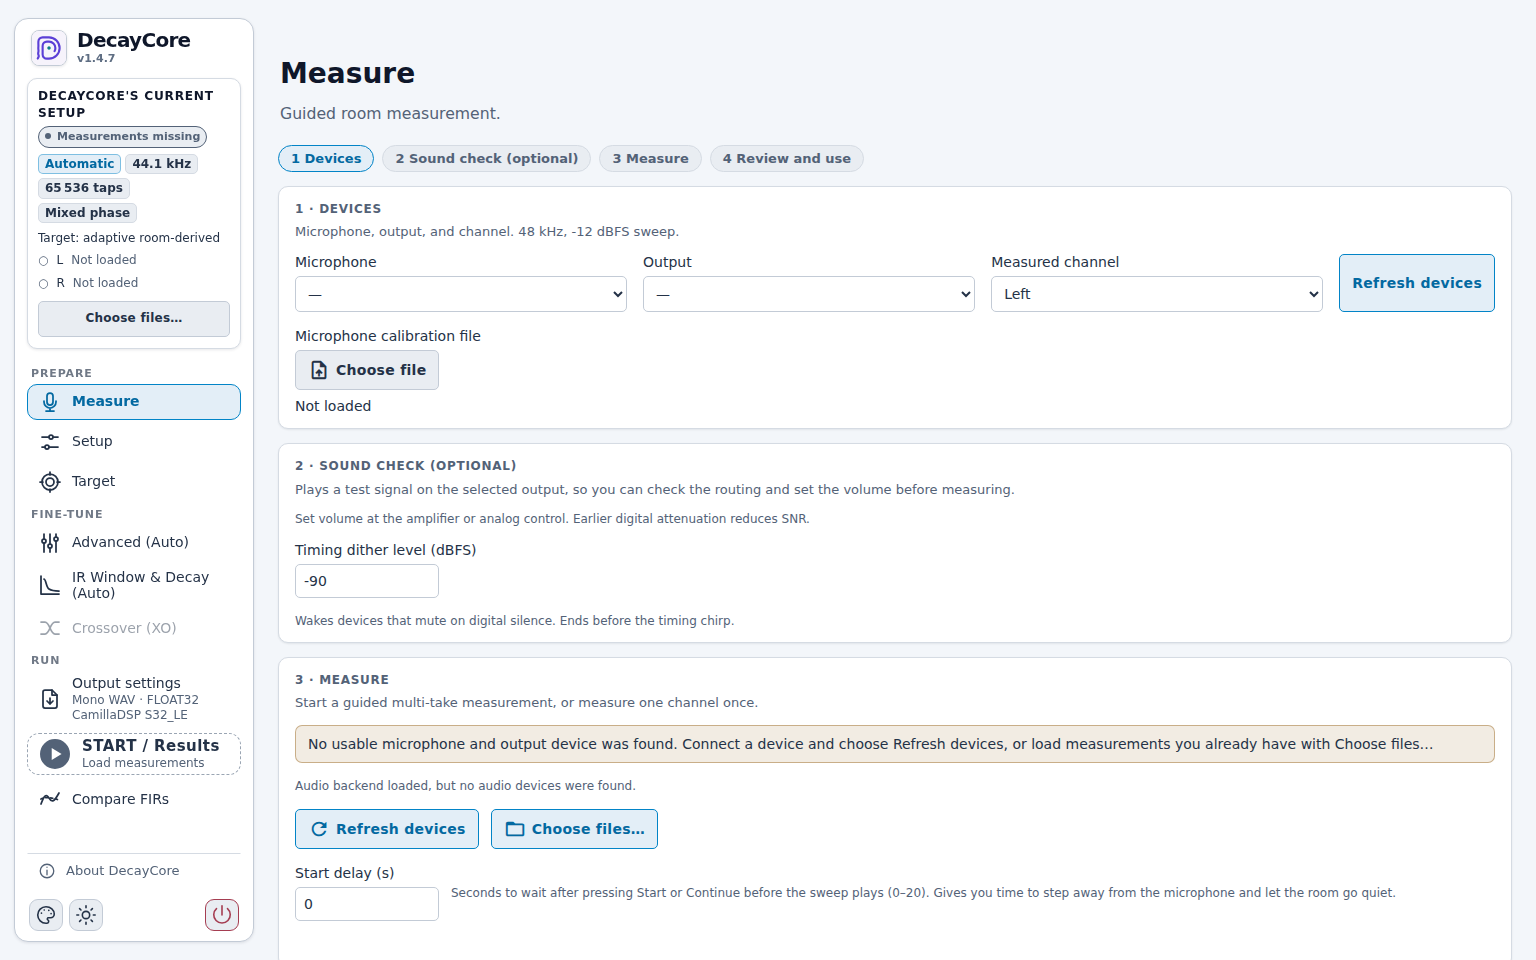 DecayCore
v1.4.7
DECAYCORE'S CURRENT
SETUP
Measurements missing
Automatic
44.1 kHz
65 536 taps
Mixed phase
Target: adaptive room-derived
L Not loaded
R Not loaded
Choose files…
PREPARE
Measure
Setup
Target
FINE-TUNE
Advanced (Auto)
IR Window & Decay
(Auto)
Crossover (XO)
RUN
Output settings
Mono WAV · FLOAT32
CamillaDSP S32_LE
START / Results
Load measurements
Compare FIRs
About DecayCore
Measure
Guided room measurement.
1 Devices
2 Sound check (optional)
3 Measure
4 Review and use
1 · DEVICES
Microphone, output, and channel. 48 kHz, -12 dBFS sweep.
Microphone
Output
Measured channel
—
—
Left
Refresh devices
Microphone calibration file
Choose file
Not loaded
2 · SOUND CHECK (OPTIONAL)
Plays a test signal on the selected output, so you can check the routing and set the volume before measuring.
Set volume at the amplifier or analog control. Earlier digital attenuation reduces SNR.
Timing dither level (dBFS)
-90
Wakes devices that mute on digital silence. Ends before the timing chirp.
3 · MEASURE
Start a guided multi-take measurement, or measure one channel once.
No usable microphone and output device was found. Connect a device and choose Refresh devices, or load measurements you already have with Choose files…
Audio backend loaded, but no audio devices were found.
Refresh devices
Choose files…
Start delay (s)
0
Seconds to wait after pressing Start or Continue before the sweep plays (0–20). Gives you time to step away from the microphone and let the room go quiet.